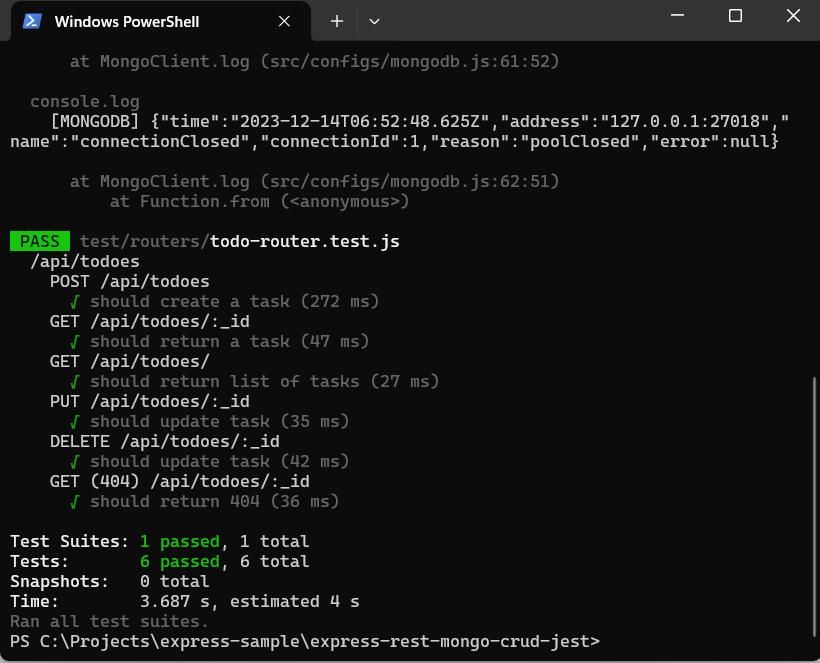 Windows PowerShell
at MongoClient.log (src/configs/mongodb.js:61:52)
console.log
[MONGODB] {"time":"2023-12-14T06:52:48.625Z","address":"127.0.0.1:27018","
name":"connectionClosed","connectionId":1,"reason":"poolClosed","error":null}
at MongoClient.log (src/configs/mongodb.js:62:51)
at Function.from (<anonymous>)
PASS test/routers/todo-router.test.js
/api/todoes
POST /api/todoes
√ should create a task (272 ms)
GET /api/todoes/:_id
√ should return a task (47 ms)
GET /api/todoes/
√ should return list of tasks (27 ms)
PUT /api/todoes/:_id
√ should update task (35 ms)
DELETE /api/todoes/:_id
√ should update task (42 ms)
GET (404) /api/todoes/:_id
√ should return 404 (36 ms)
Test Suites: 1 passed, 1 total
Tests: 6 passed, 6 total
Snapshots: 0 total
Time: 3.687 s, estimated 4 s
Ran all test suites.
PS C:\Projects\express-sample\express-rest-mongo-crud-jest>